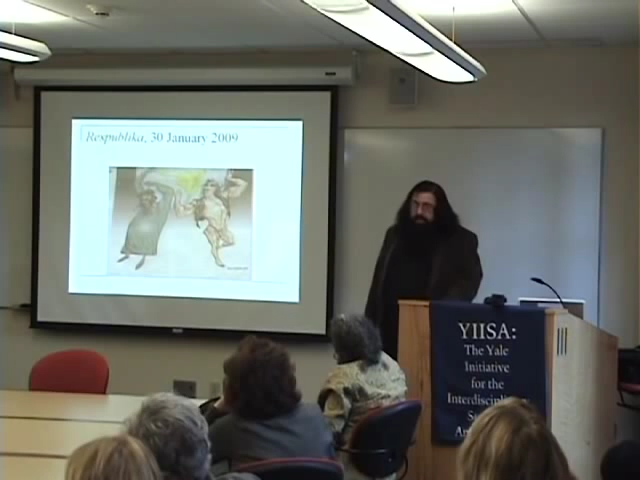 Respublika, 30 January 2009
YIISA:
The Yale
Initiative
for the
Interdisciplinary